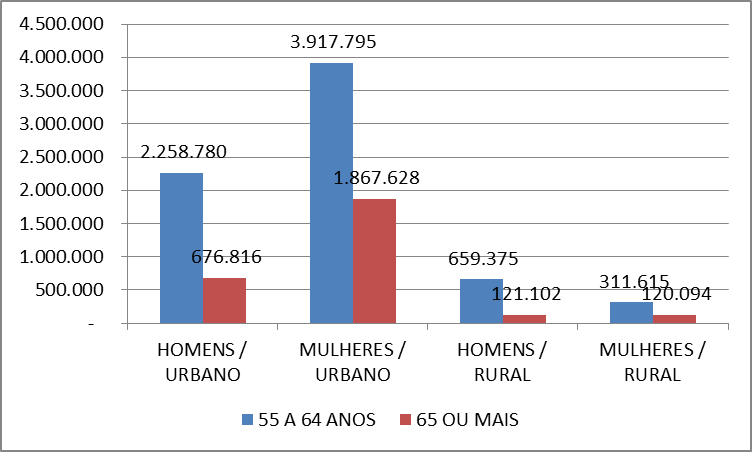 4.500.000
4.000.000
3.500.000
3.000.000
2.500.000
2.000.000
1.500.000
1.000.000
500.000
-
2.258.780
676.816
3.917.795
1.867.628
659.375
121.102
311.615
120.094
HOMENS /
URBANO
MULHERES /
URBANO
HOMENS /
RURAL
MULHERES /
RURAL
55 A 64 ANOS
65 OU MAIS